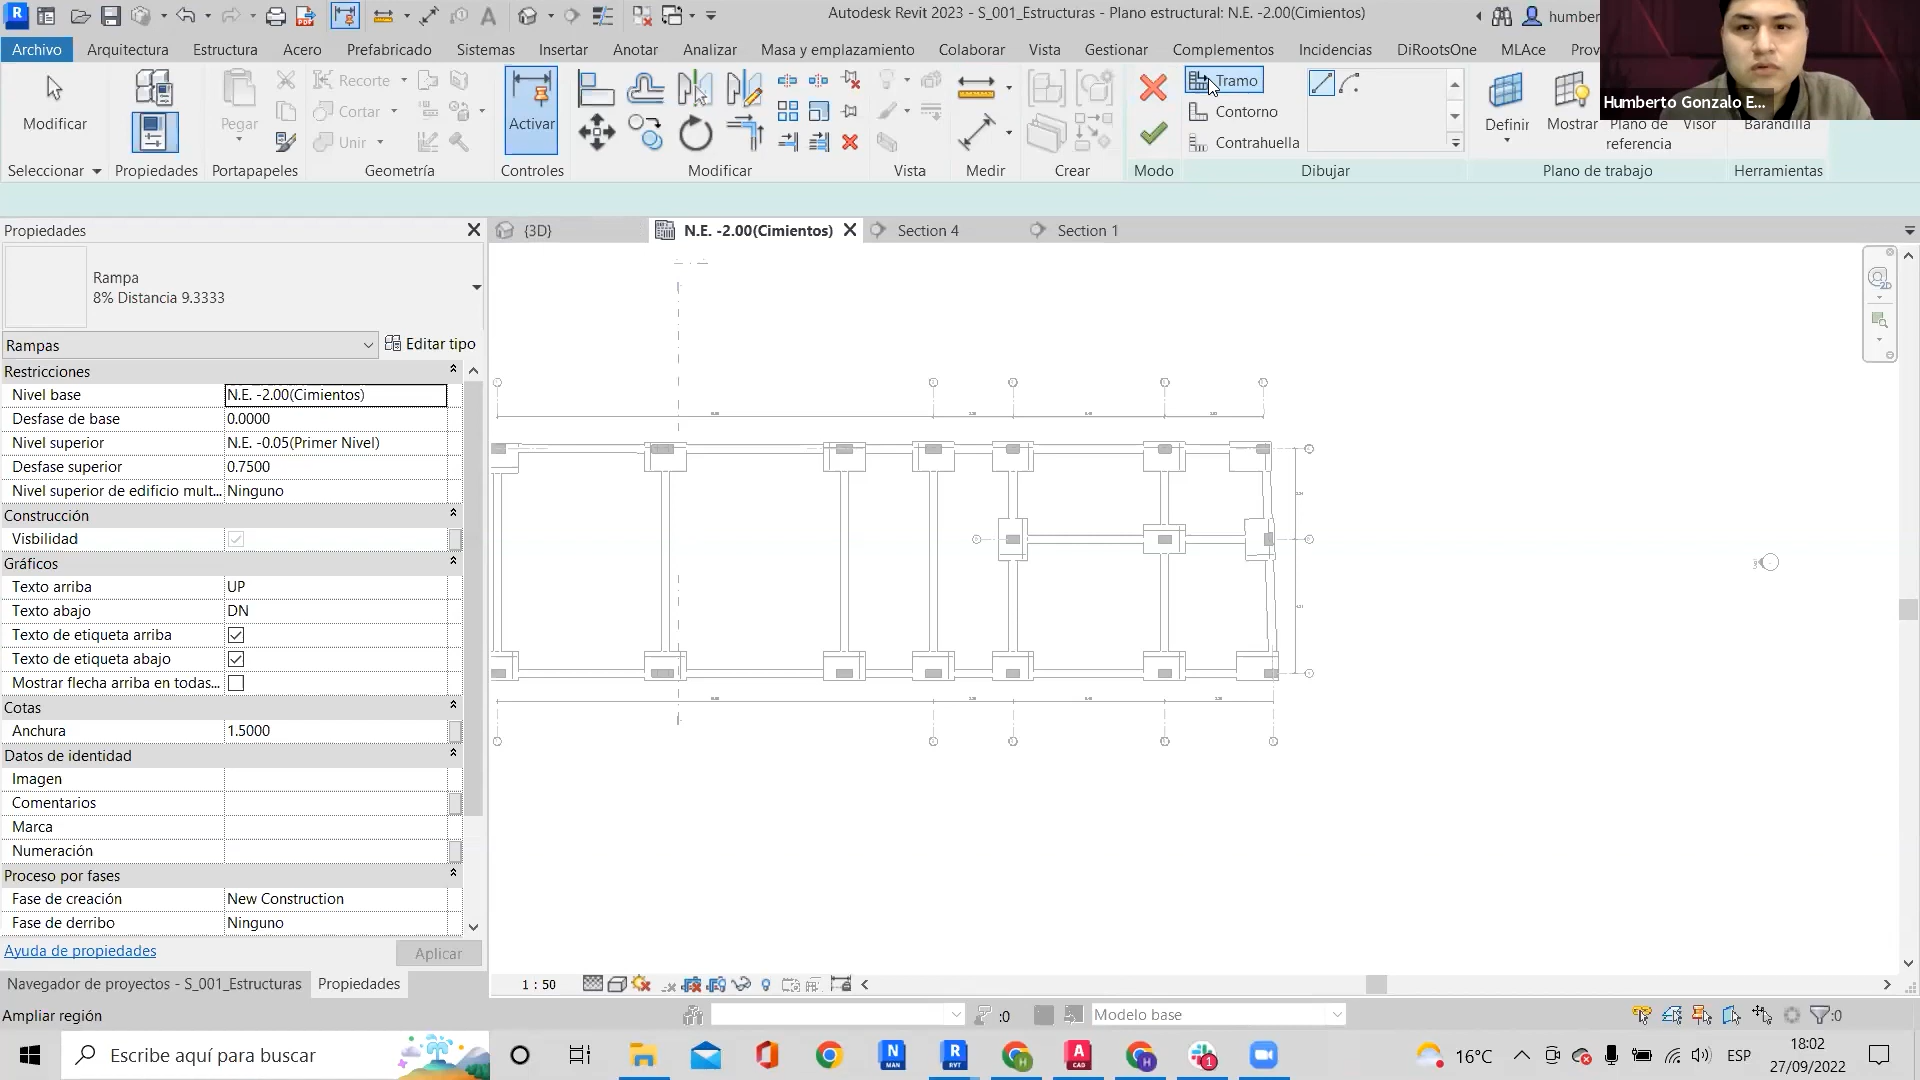 Autodesk Revit 2023 - S_001_Estructuras - Plano estructural: N.E. -2.00(Cimientos)
humber
Archivo Arquitectura Estructura Acero Prefabricado Sistemas Insertar Anotar Analizar Masa y emplazamiento Colaborar Vista Gestionar Complementos Incidencias DiRootsOne MLAce Prov
Modificar
Pegar
Recorte
Cortar
Unir
Activar
Tramo
Contorno
Contrahuella
Definir
Mostrar
Plano de
referencia
Visor
Barandilla
Humberto Gonzalo E...
Seleccionar Propiedades Portapapeles Geometría Controles Modificar Vista Medir Crear Modo Dibujar Plano de trabajo Herramientas
Propiedades
{3D}
N.E. -2.00(Cimientos)
Section 4
Section 1
Rampa
8% Distancia 9.3333
Rampas
Editar tipo
Restricciones
Nivel base N.E. -2.00(Cimientos)
Desfase de base 0.0000
Nivel superior N.E. -0.05(Primer Nivel)
Desfase superior 0.7500
Nivel superior de edificio mult... Ninguno
Construcción
Visbilidad
Gráficos
Texto arriba UP
Texto abajo DN
Texto de etiqueta arriba
Texto de etiqueta abajo
Mostrar flecha arriba en todas...
Cotas
Anchura 1.5000
Datos de identidad
Imagen
Comentarios
Marca
Numeración
Proceso por fases
Fase de creación New Construction
Fase de derribo Ninguno
Ayuda de propiedades
Aplicar
Navegador de proyectos - S_001_Estructuras
Propiedades
1 : 50
Ampliar región
:0
Modelo base
:0
Escribe aquí para buscar
16°C
ESP
18:02
27/09/2022